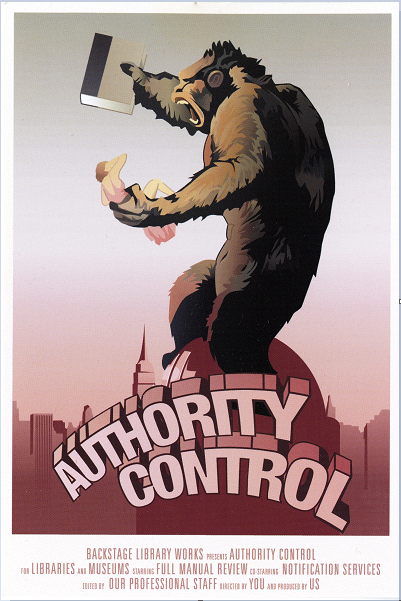 AUTHORITY
CONTROL
BACKSTAGE LIBRARY WORKS PRESENTS AUTHORITY CONTROL
FOR LIBRARIES AND MUSEUMS STARRING FULL MANUAL REVIEW CO-STARRING NOTIFICATION SERVICES
EDITED BY OUR PROFESSIONAL STAFF DIRECTED BY YOU AND PRODUCED BY US